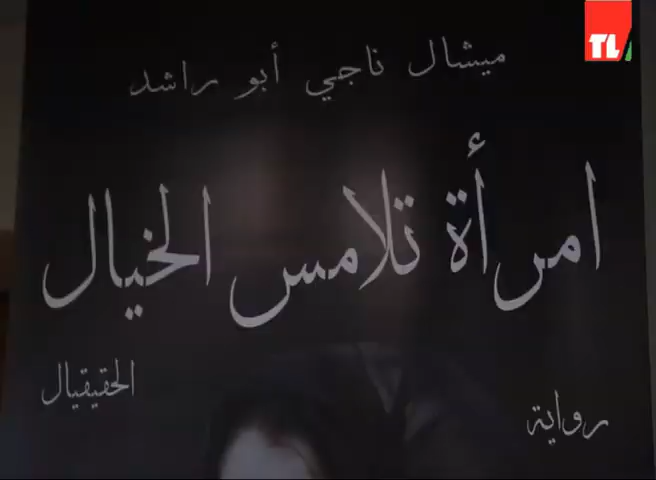 TL
ميشال ناجي أبو راشد
امرأة تلامس الخيال
الحقيقيال
رواية